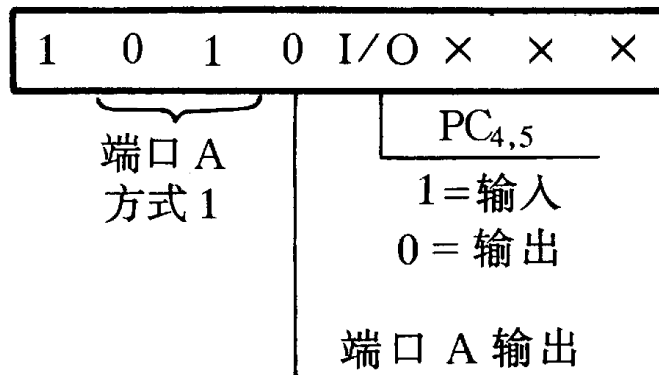 1 0 1 0 I/O × × ×
端口 A
方式 1
PC4,5
1=输入
0 = 输出
端口 A 输出